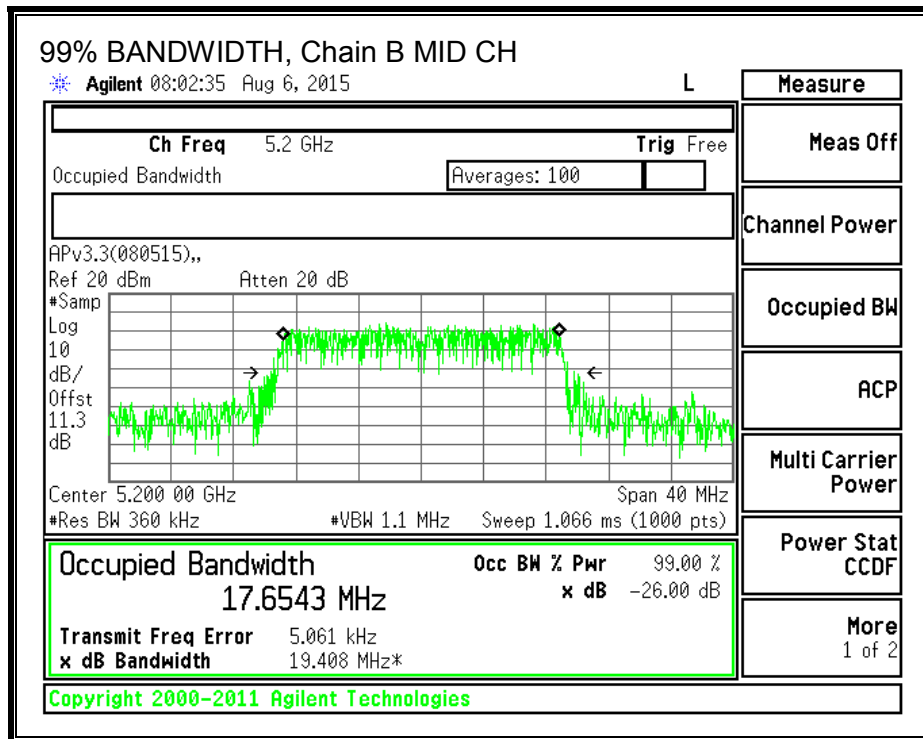 99% BANDWIDTH, Chain B MID CH
Agilent 08:02:35 Aug 6, 2015 L
Ch Freq 5.2 GHz Trig Free
Occupied Bandwidth Averages: 100
APv3.3(080515),,
Ref 20 dBm Atten 20 dB
#Samp
Log
10
dB/
Offst
11.3
dB
Center 5.200 00 GHz Span 40 MHz
#Res BW 360 kHz #VBW 1.1 MHz Sweep 1.066 ms (1000 pts)
Occupied Bandwidth Occ BW % Pwr 99.00 %
17.6543 MHz x dB -26.00 dB
Transmit Freq Error 5.061 kHz
x dB Bandwidth 19.408 MHz*
Copyright 2000-2011 Agilent Technologies
Measure
Meas Off
Channel Power
Occupied BW
ACP
Multi Carrier
Power
Power Stat
CCDF
More
1 of 2